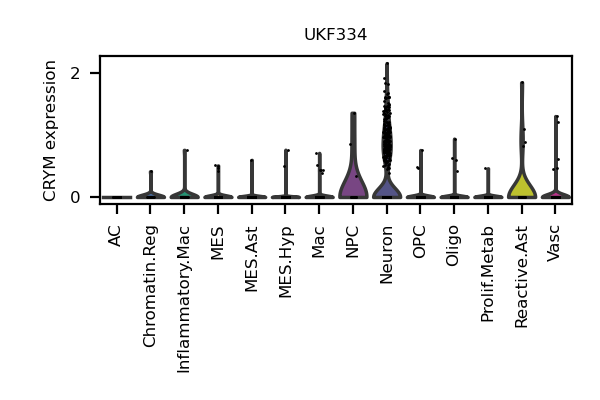 UKF334
CRYM expression
2
0
AC
Chromatin.Reg
Inflammatory.Mac
MES
MES.Ast
MES.Hyp
Mac
NPC
Neuron
OPC
Oligo
Prolif.Metab
Reactive.Ast
Vasc